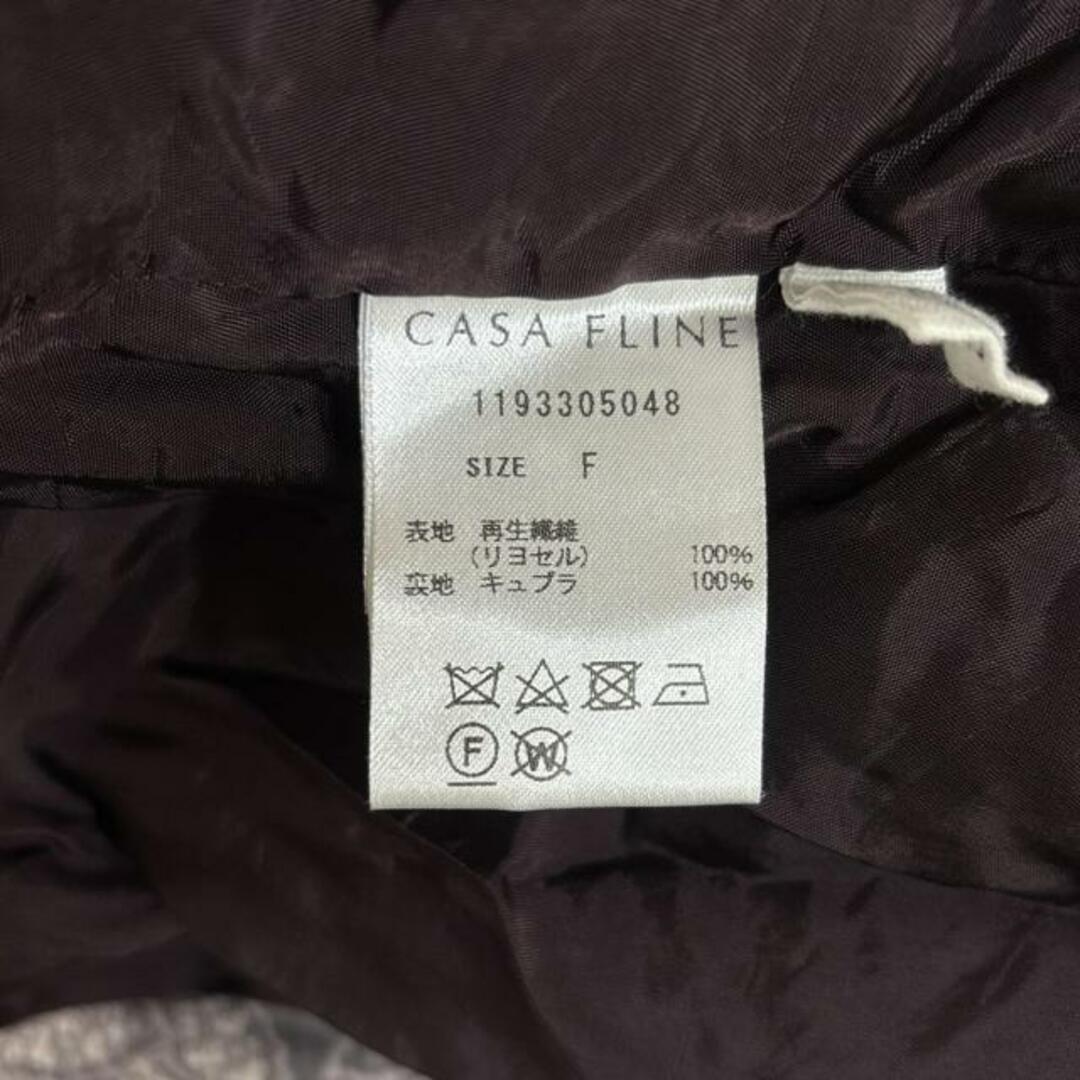 CASA FLINE
1193305048
SIZE F
表地 再生繊維
(リヨセル) 100%
裏地 キュプラ 100%
F W